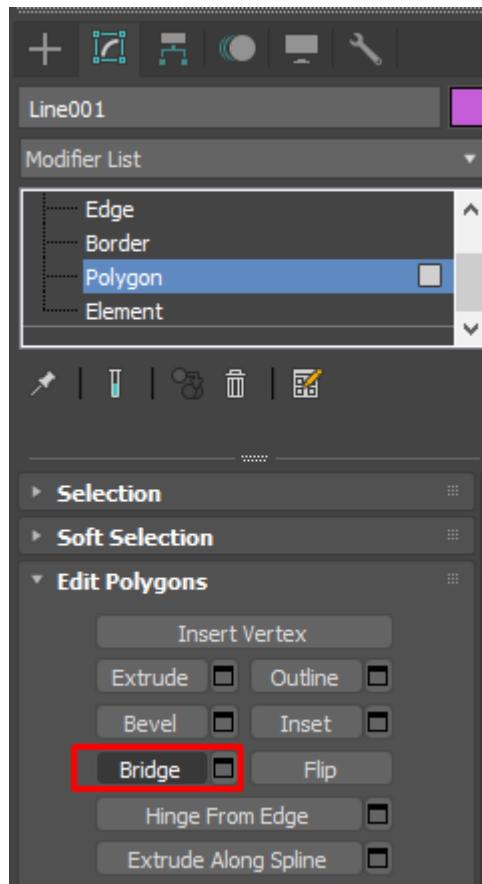 Line001
Modifier List
Edge
Border
Polygon
Element
Selection
Soft Selection
Edit Polygons
Insert Vertex
Extrude Outline
Bevel Inset
Bridge Flip
Hinge From Edge
Extrude Along Spline